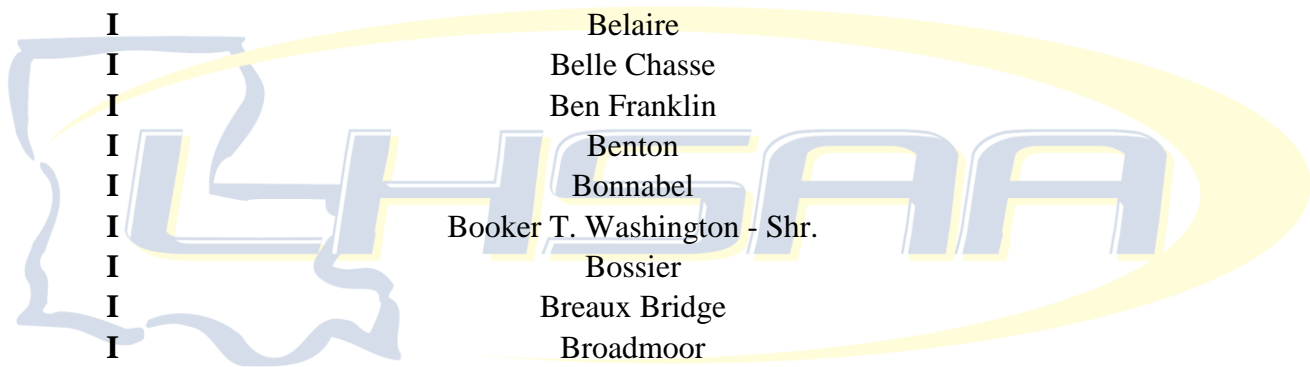 I Belaire
I Belle Chasse
I Ben Franklin
I Benton
I Bonnabel
I Booker T. Washington - Shr.
I Bossier
I Breaux Bridge
I Broadmoor
LHSAA